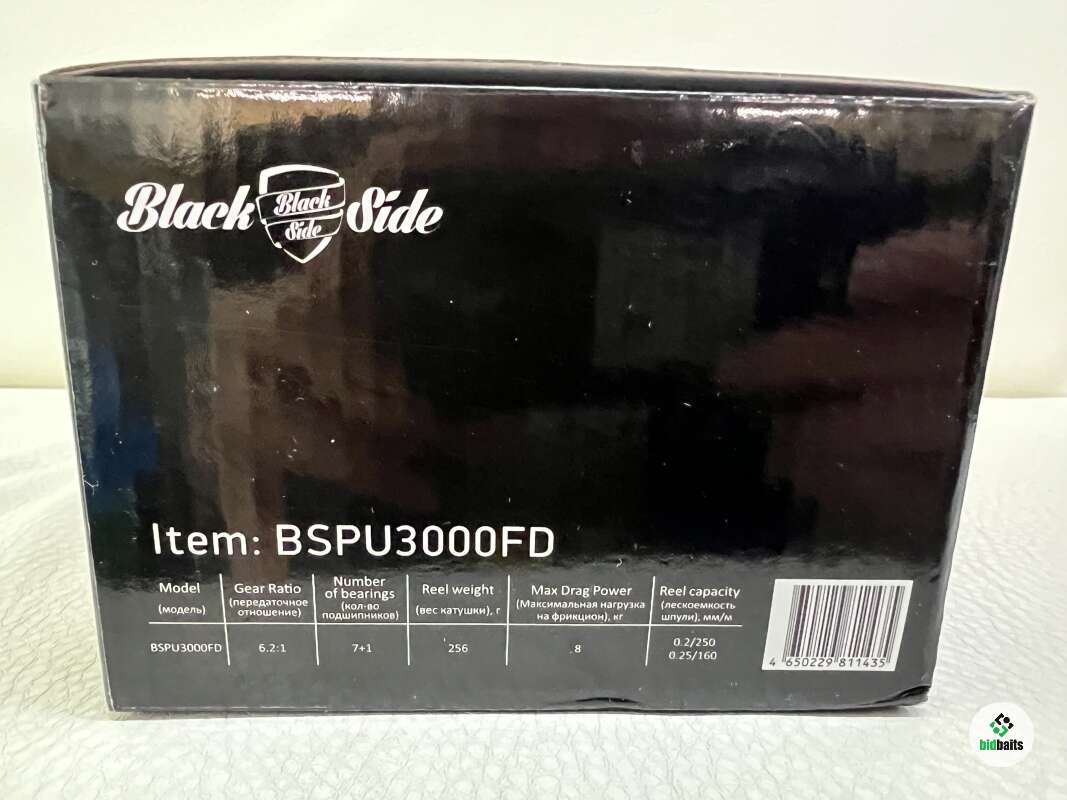 Black Black Side Side
Item: BSPU3000FD
Model
(модель)
Gear Ratio
(передаточное
отношение)
Number
of bearings
(кол-во
подшипников)
Reel weight
(вес катушки), г
Max Drag Power
(Максимальная нагрузка
на фрикцион), кг
Reel capacity
(лескоемкость
шпули), мм/м
BSPU3000FD 6.2:1 7+1 256 8 0.2/250
0.25/160
4 650229 811435
bidbaits